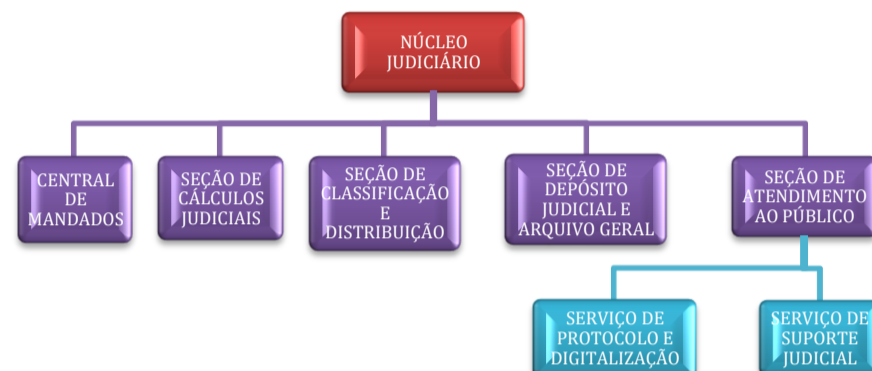 NÚCLEO
JUDICIÁRIO
CENTRAL
DE
MANDADOS
SEÇÃO DE
CÁLCULOS
JUDICIAIS
SEÇÃO DE
CLASSIFICAÇÃO
E
DISTRIBUIÇÃO
SEÇÃO DE
DEPÓSITO
JUDICIAL E
ARQUIVO GERAL
SEÇÃO DE
ATENDIMENTO
AO PÚBLICO
SERVIÇO DE
PROTOCOLO E
DIGITALIZAÇÃO
SERVIÇO DE
SUPORTE
JUDICIAL